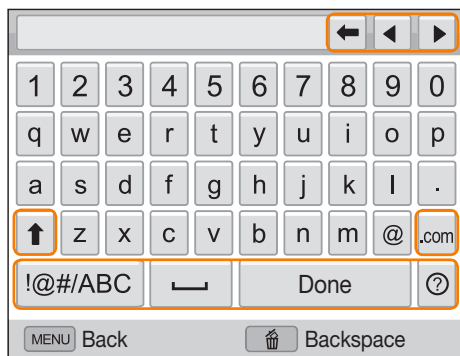 1 2 3 4 5 6 7 8 9 0
q w e r t y u i o p
a s d f g h j k l .
z x c v b n m @ .com
!@#/ABC Done ?
MENU Back Backspace